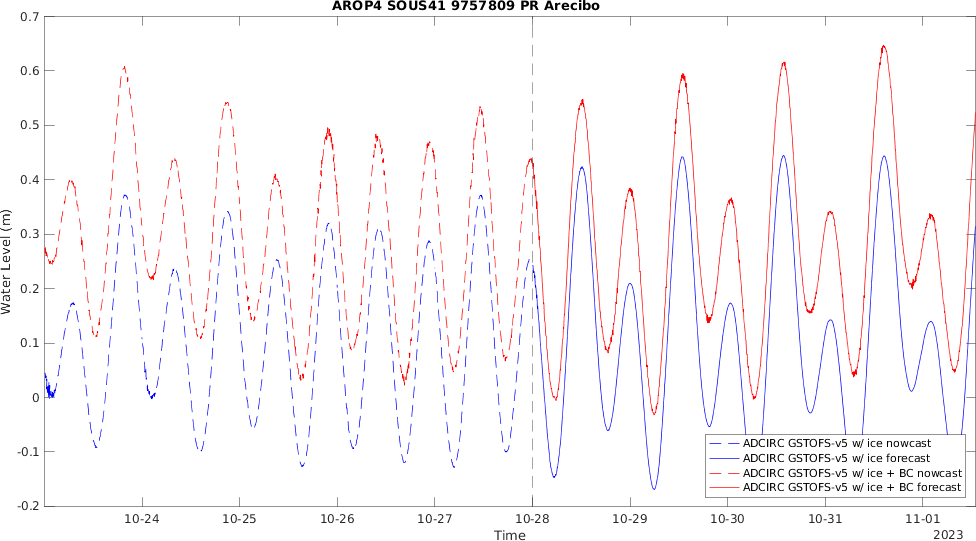 AROP4 SOUS41 9757809 PR Arecibo
0.7
0.6
0.5
0.4
0.3
0.2
0.1
0
-0.1
-0.2
Water Level (m)
ADCIRC GSTOFS-v5 w/ ice nowcast
ADCIRC GSTOFS-v5 w/ ice forecast
ADCIRC GSTOFS-v5 w/ ice + BC nowcast
ADCIRC GSTOFS-v5 w/ ice + BC forecast
10-24 10-25 10-26 10-27 10-28 10-29 10-30 10-31 11-01
Time
2023